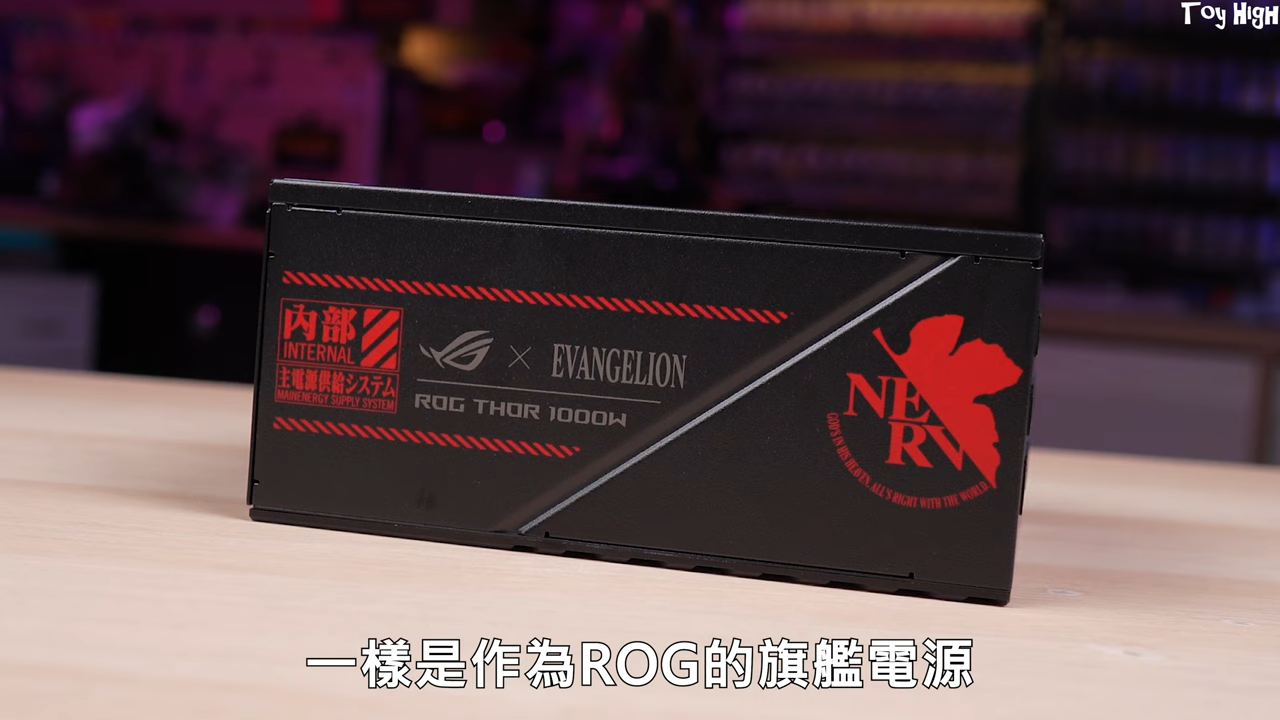 Toy High
内部
INTERNAL
主電源供給システム
MAINENERGY SUPPLY SYSTEM
EVANGELION
ROG THOR 1000W
NERV
GOD'S IN HIS HEAVEN. ALL'S RIGHT WITH THE WORLD.
一樣是作為ROG的旗艦電源